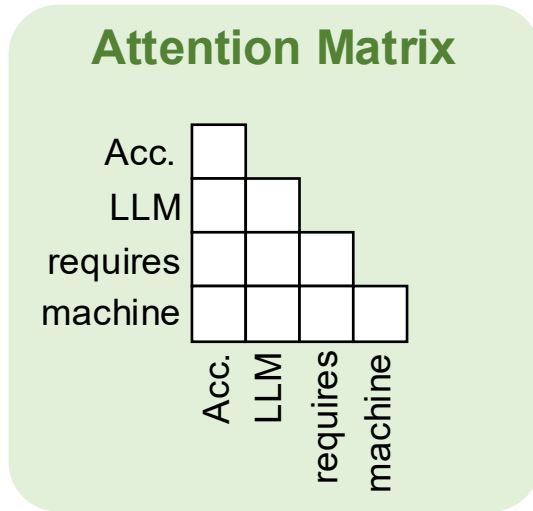 Attention Matrix
Acc.
LLM
requires
machine
Acc.
LLM
requires
machine